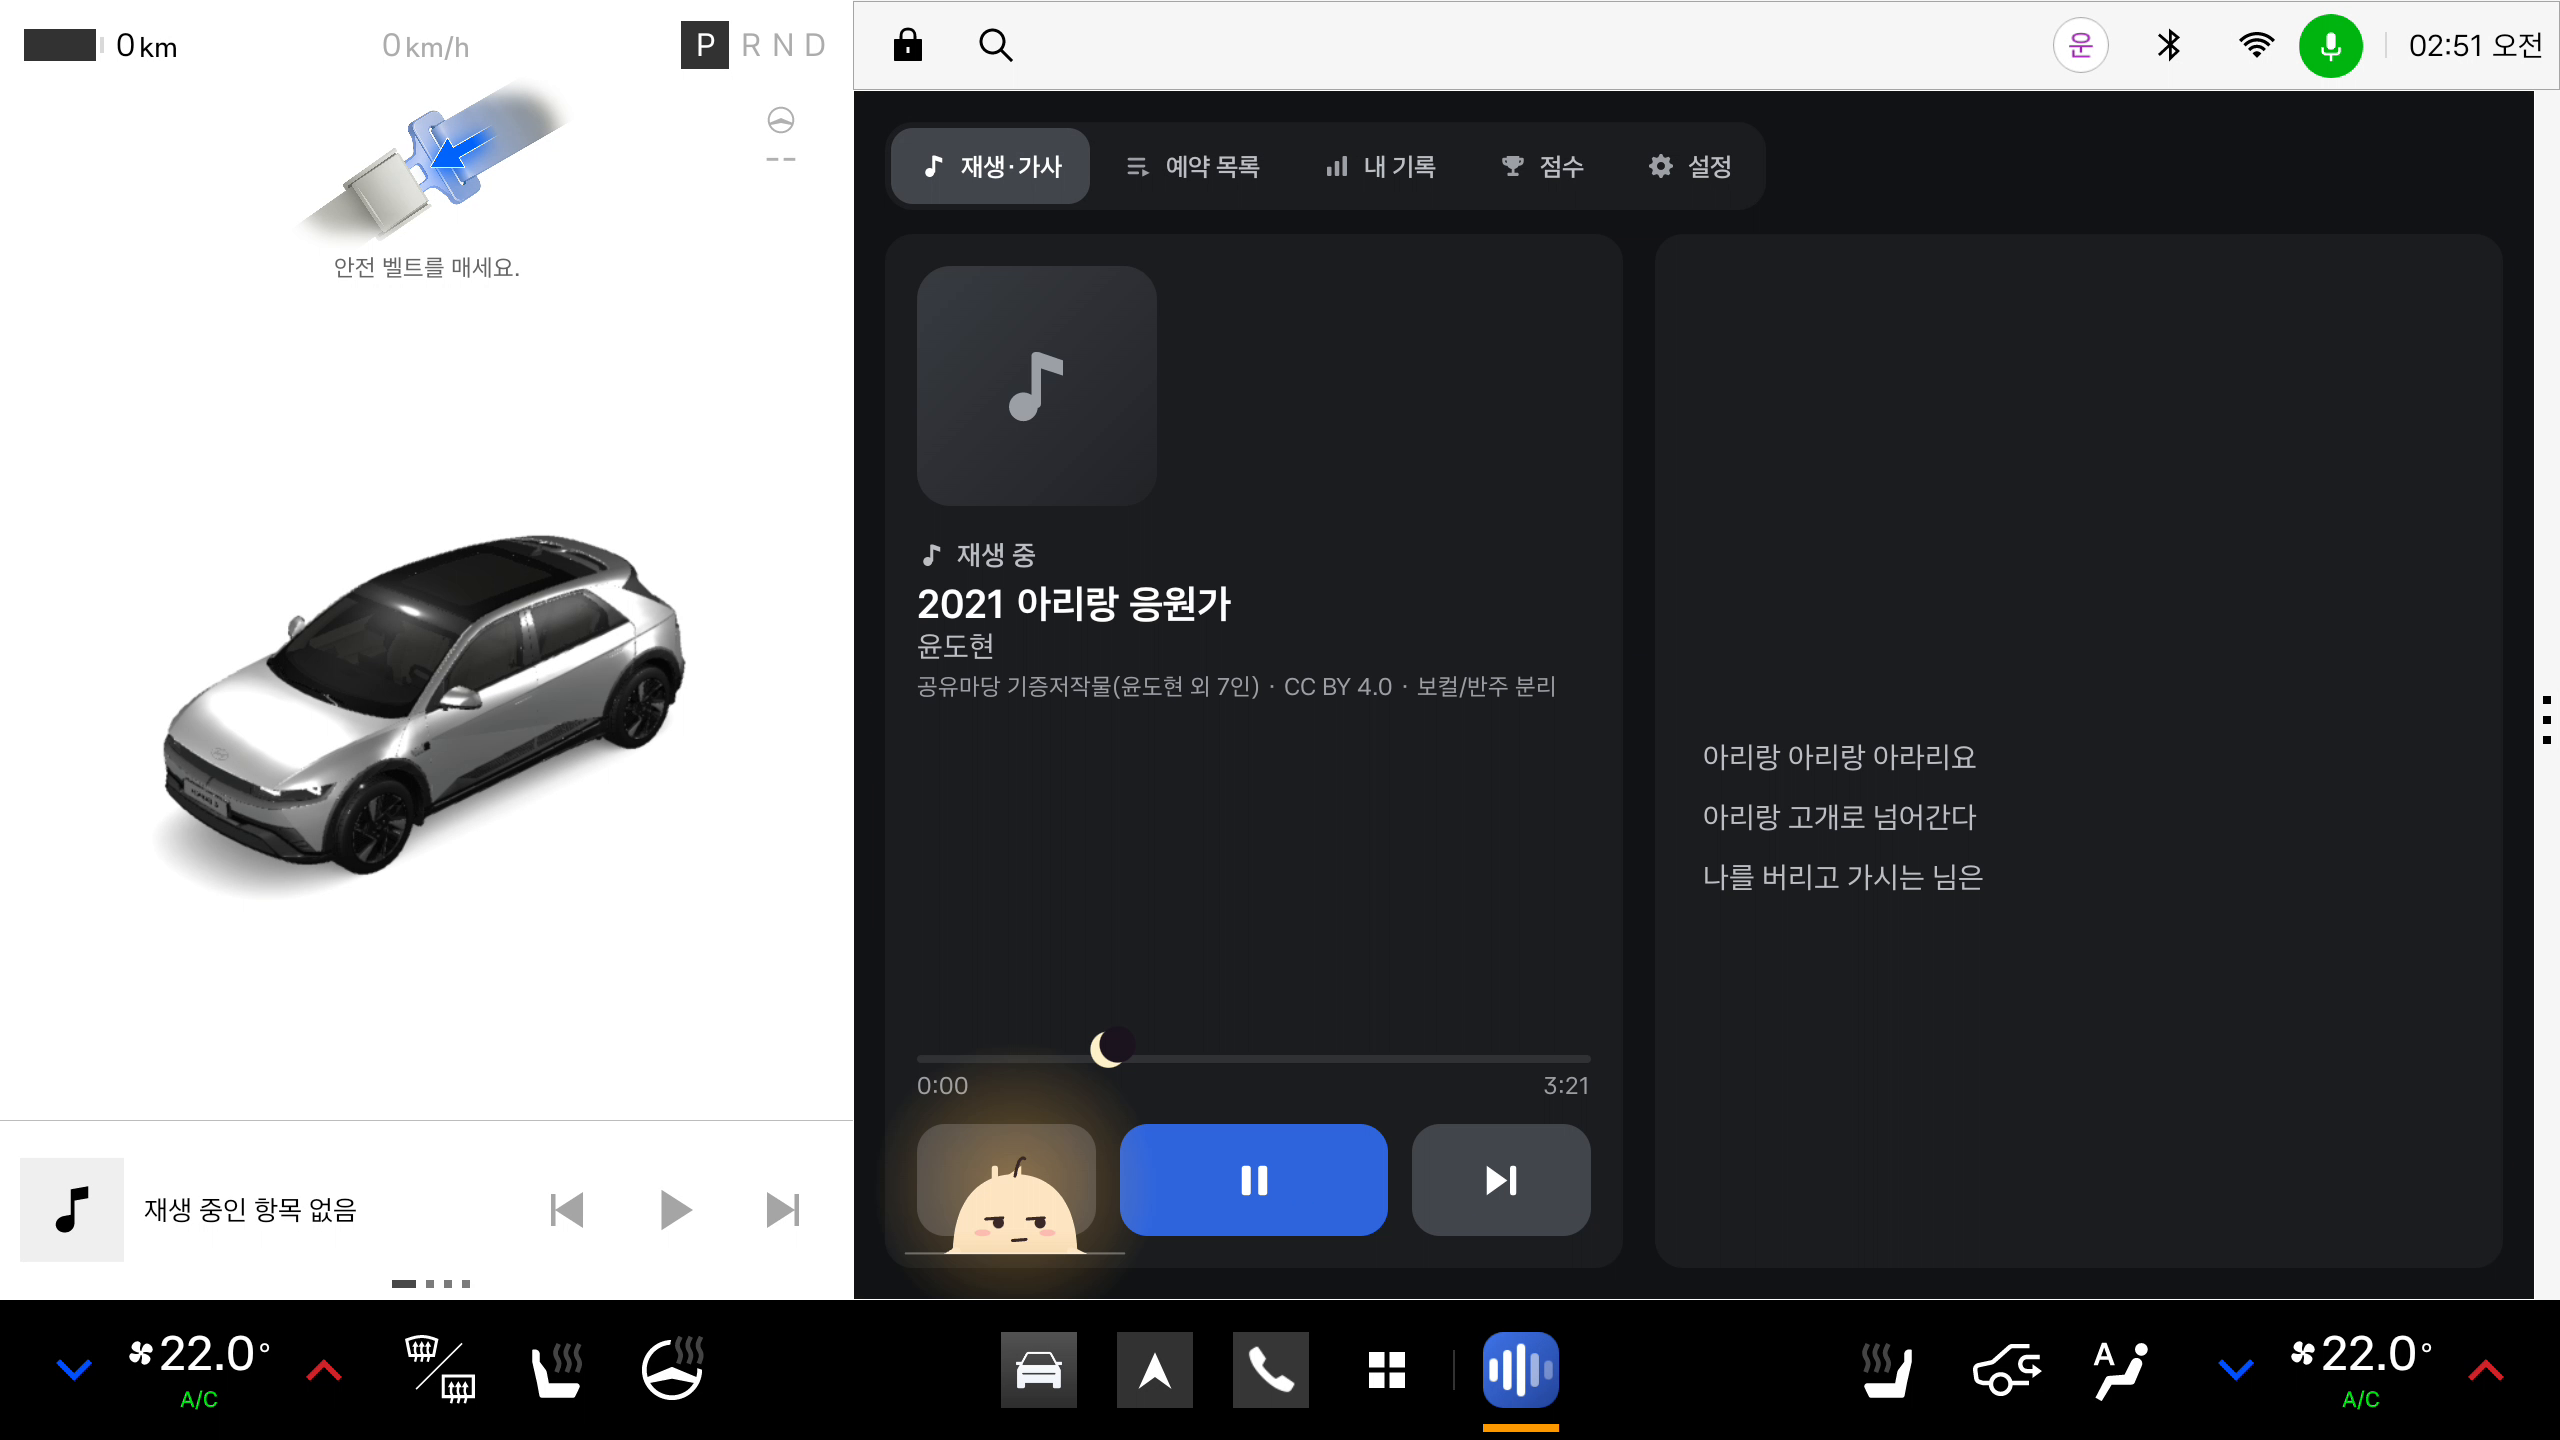 0 km
0 km/h
P R N D
안전 벨트를 매세요.
--
재생 중인 항목 없음
운
02:51 오전
재생·가사
예약 목록
내 기록
점수
설정
재생 중
2021 아리랑 응원가
윤도현
공유마당 기증저작물(윤도현 외 7인) · CC BY 4.0 · 보컬/반주 분리
0:00
3:21
아리랑 아리랑 아라리요
아리랑 고개로 넘어간다
나를 버리고 가시는 님은
22.0°
A/C
A
22.0°
A/C